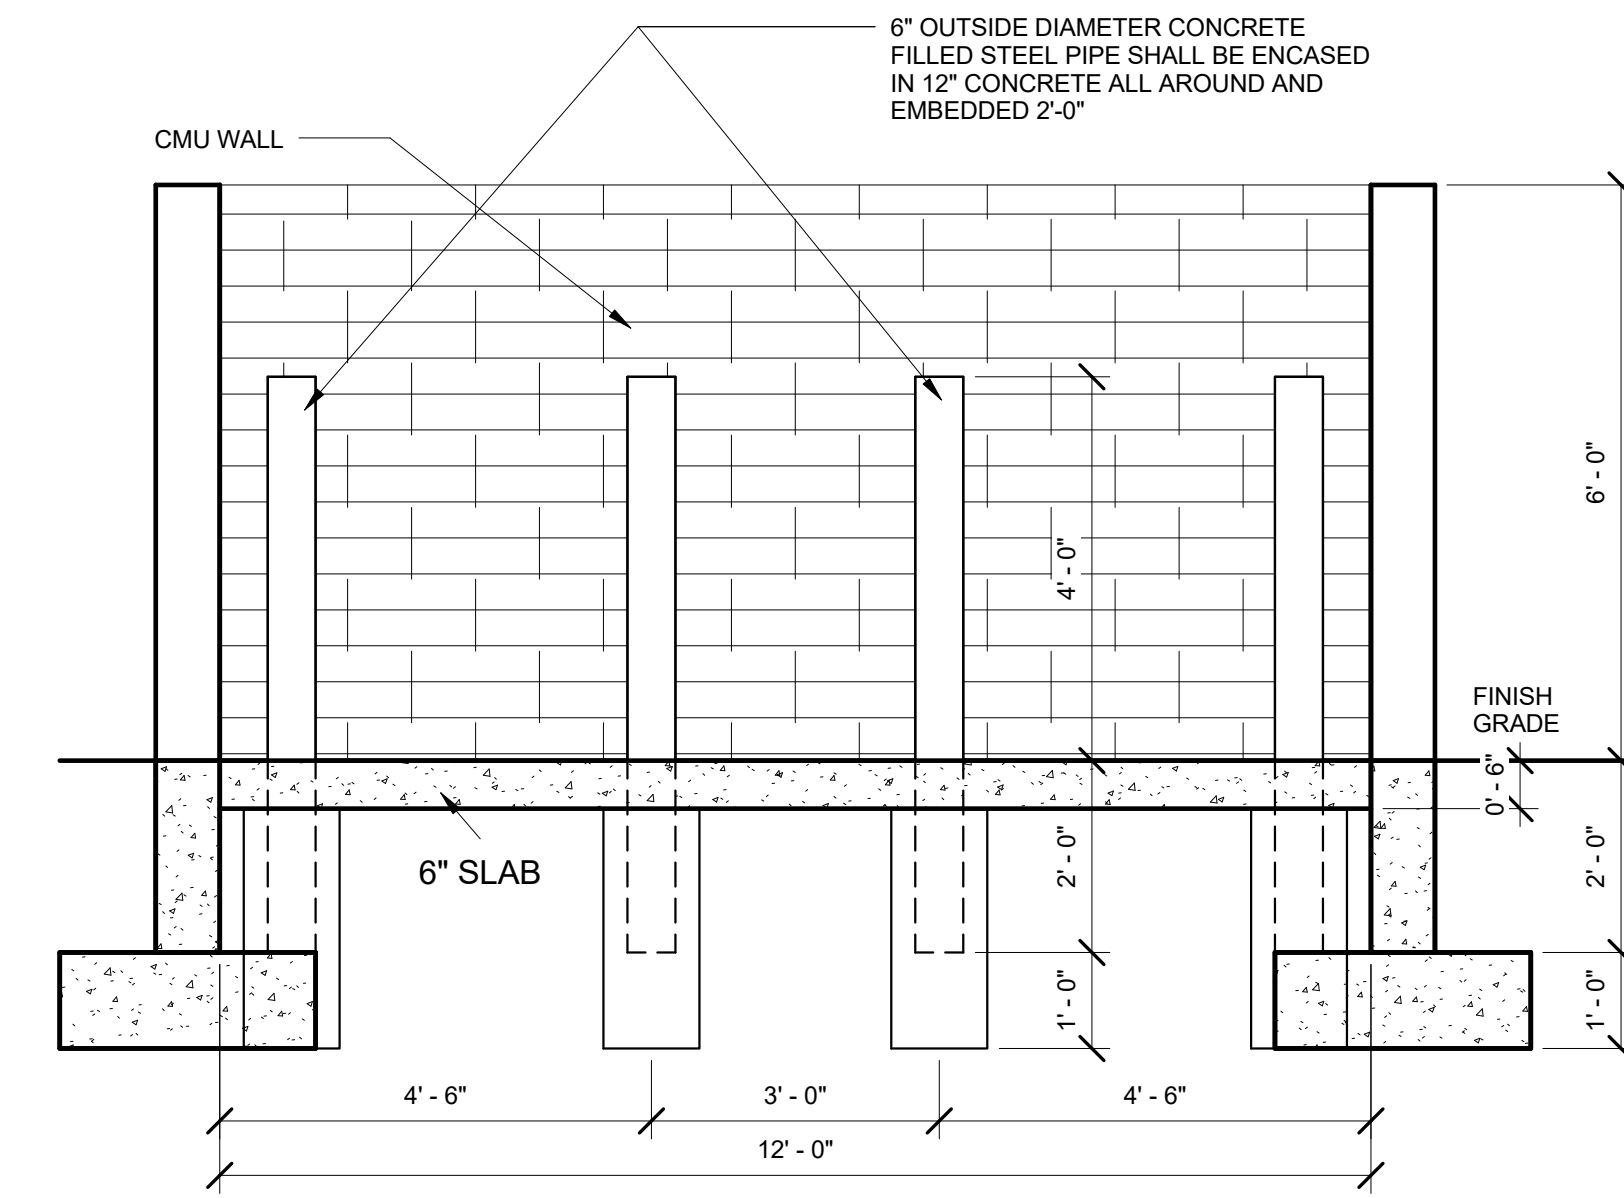 6" OUTSIDE DIAMETER CONCRETE
FILLED STEEL PIPE SHALL BE ENCASED
IN 12" CONCRETE ALL AROUND AND
EMBEDDED 2'-0"
CMU WALL
6' - 0"
4' - 0"
FINISH
GRADE
0' - 6"
6" SLAB
2' - 0"
2' - 0"
1' - 0"
1' - 0"
4' - 6"
3' - 0"
4' - 6"
12' - 0"